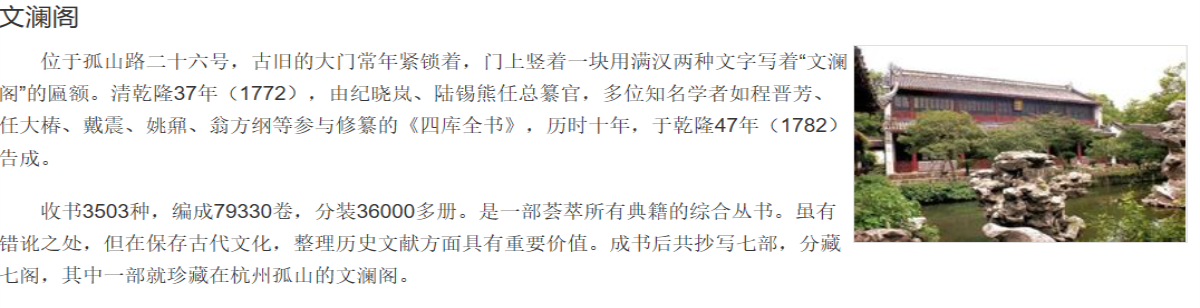 文澜阁
位于孤山路二十六号，古旧的大门常年紧锁着，门上竖着一块用满汉两种文字写着“文澜
阁”的匾额。清乾隆37年（1772），由纪晓岚、陆锡熊任总纂官，多位知名学者如程晋芳、
任大椿、戴震、姚鼐、翁方纲等参与修纂的《四库全书》，历时十年，于乾隆47年（1782）
告成。
收书3503种，编成79330卷，分装36000多册。是一部荟萃所有典籍的综合丛书。虽有
错讹之处，但在保存古代文化，整理历史文献方面具有重要价值。成书后共抄写七部，分藏
七阁，其中一部就珍藏在杭州孤山的文澜阁。